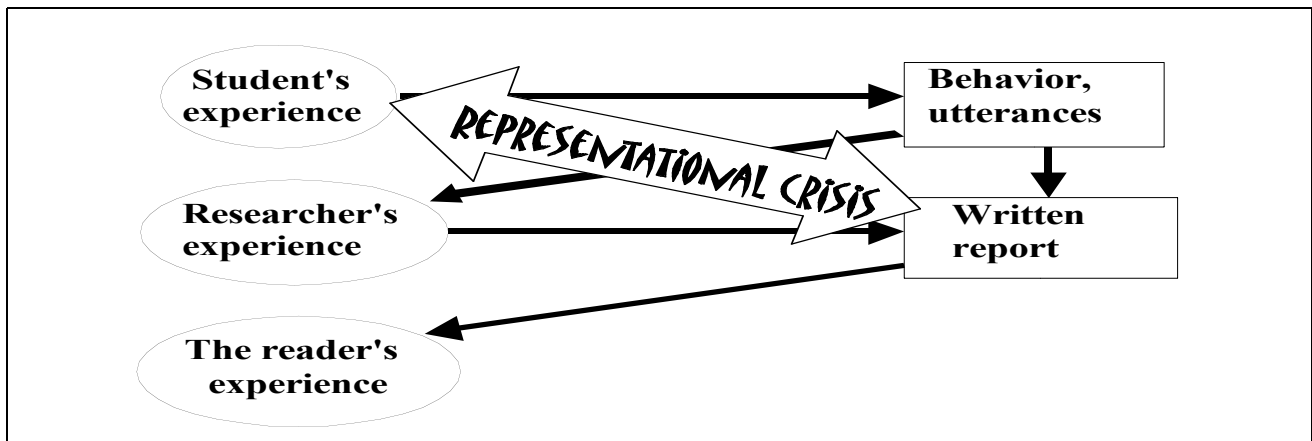 Student's
experience
Behavior,
utterances
REPRESENTATIONAL CRISIS
Researcher's
experience
Written
report
The reader's
experience